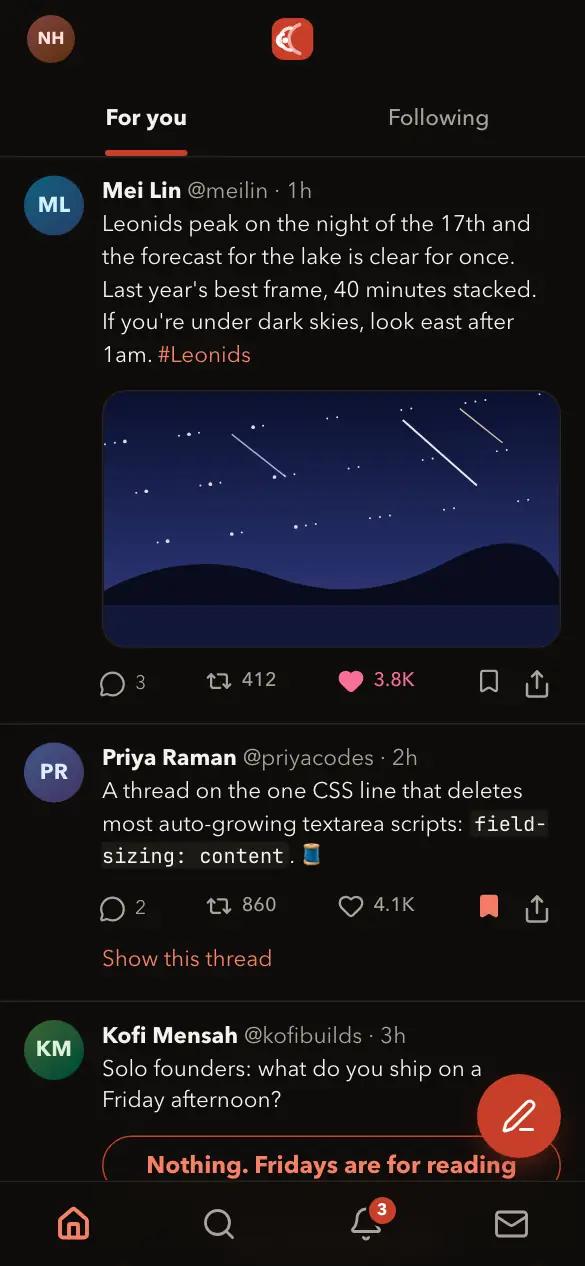 NH
For you
Following
ML
Mei Lin @meilin · 1h
Leonids peak on the night of the 17th and
the forecast for the lake is clear for once.
Last year's best frame, 40 minutes stacked.
If you're under dark skies, look east after
1am. #Leonids
3
412
3.8K
PR
Priya Raman @priyacodes · 2h
A thread on the one CSS line that deletes
most auto-growing textarea scripts: field-
sizing: content. 🧵
2
860
4.1K
Show this thread
KM
Kofi Mensah @kofibuilds · 3h
Solo founders: what do you ship on a
Friday afternoon?
Nothing. Fridays are for reading
3